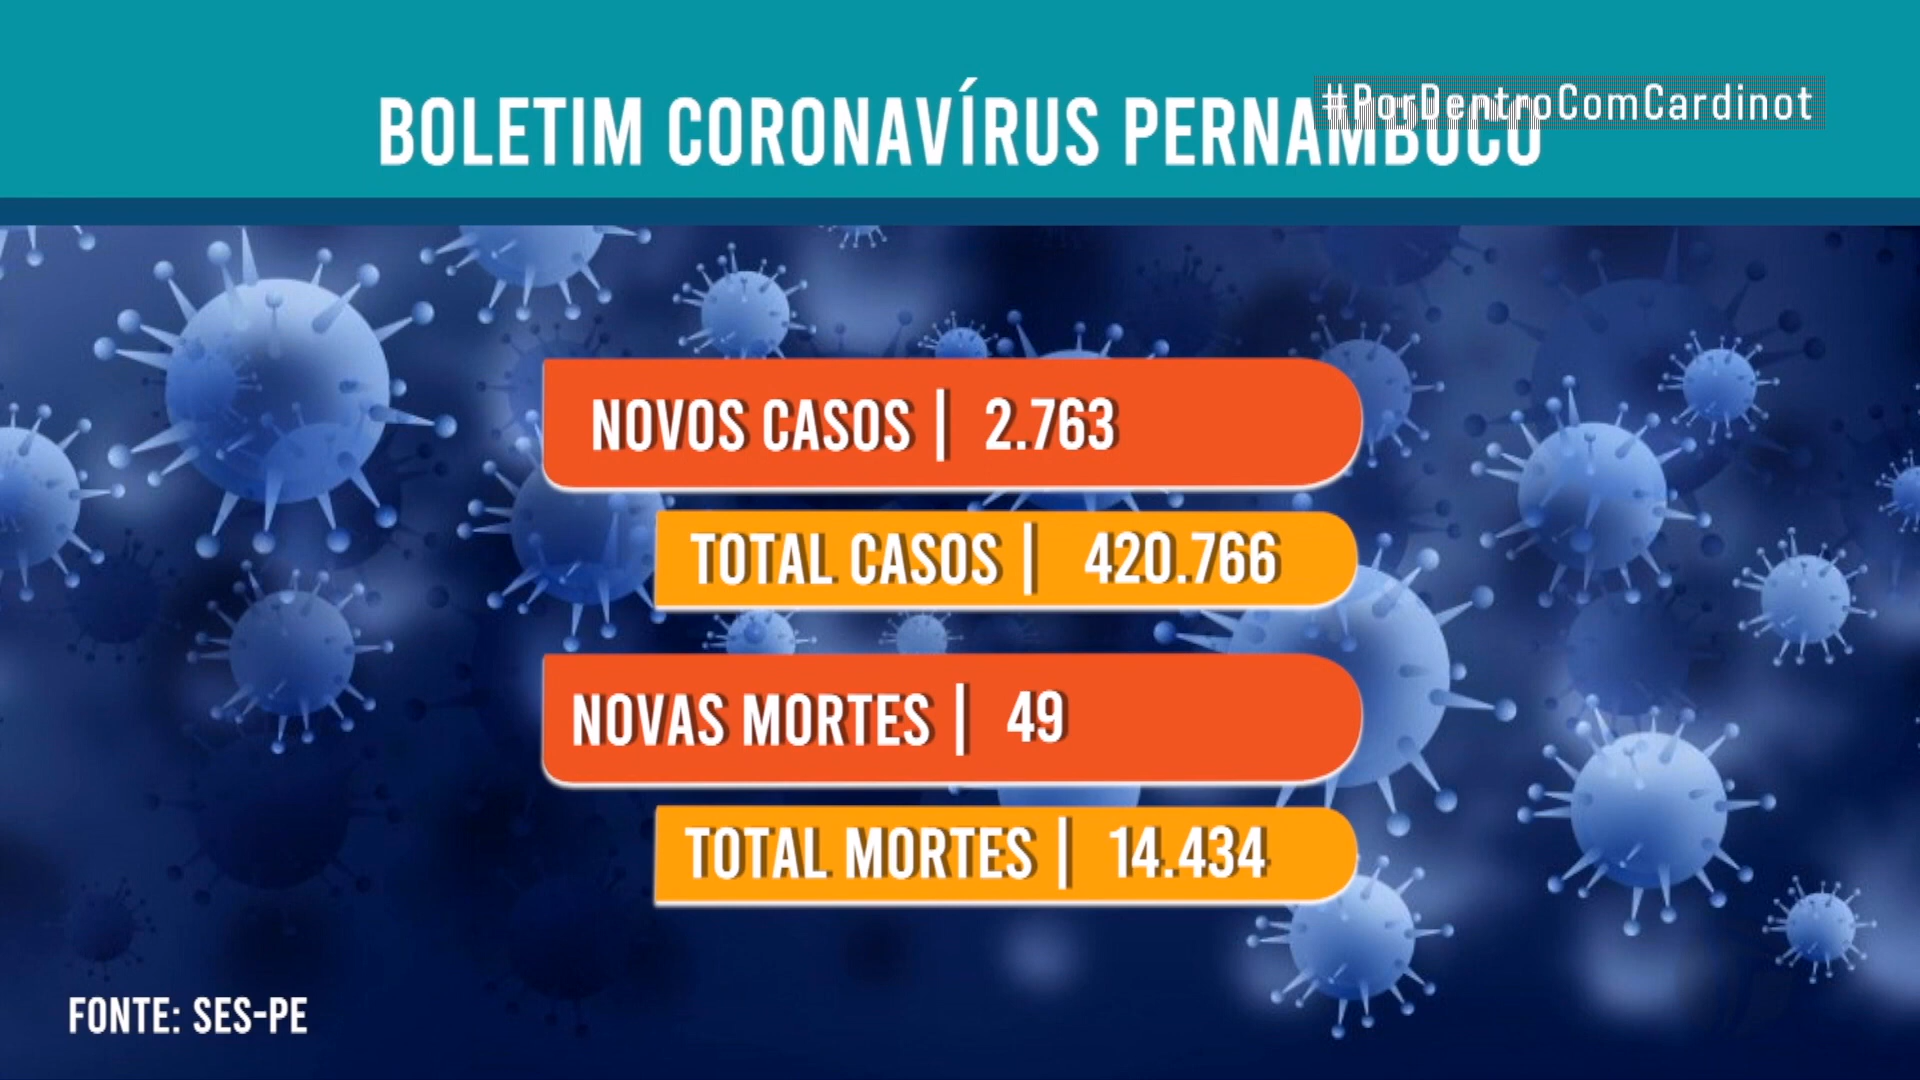 #PorDentroComCardinot
BOLETIM CORONAVÍRUS PERNAMBUCO
NOVOS CASOS | 2.763
TOTAL CASOS | 420.766
NOVAS MORTES | 49
TOTAL MORTES | 14.434
FONTE: SES-PE